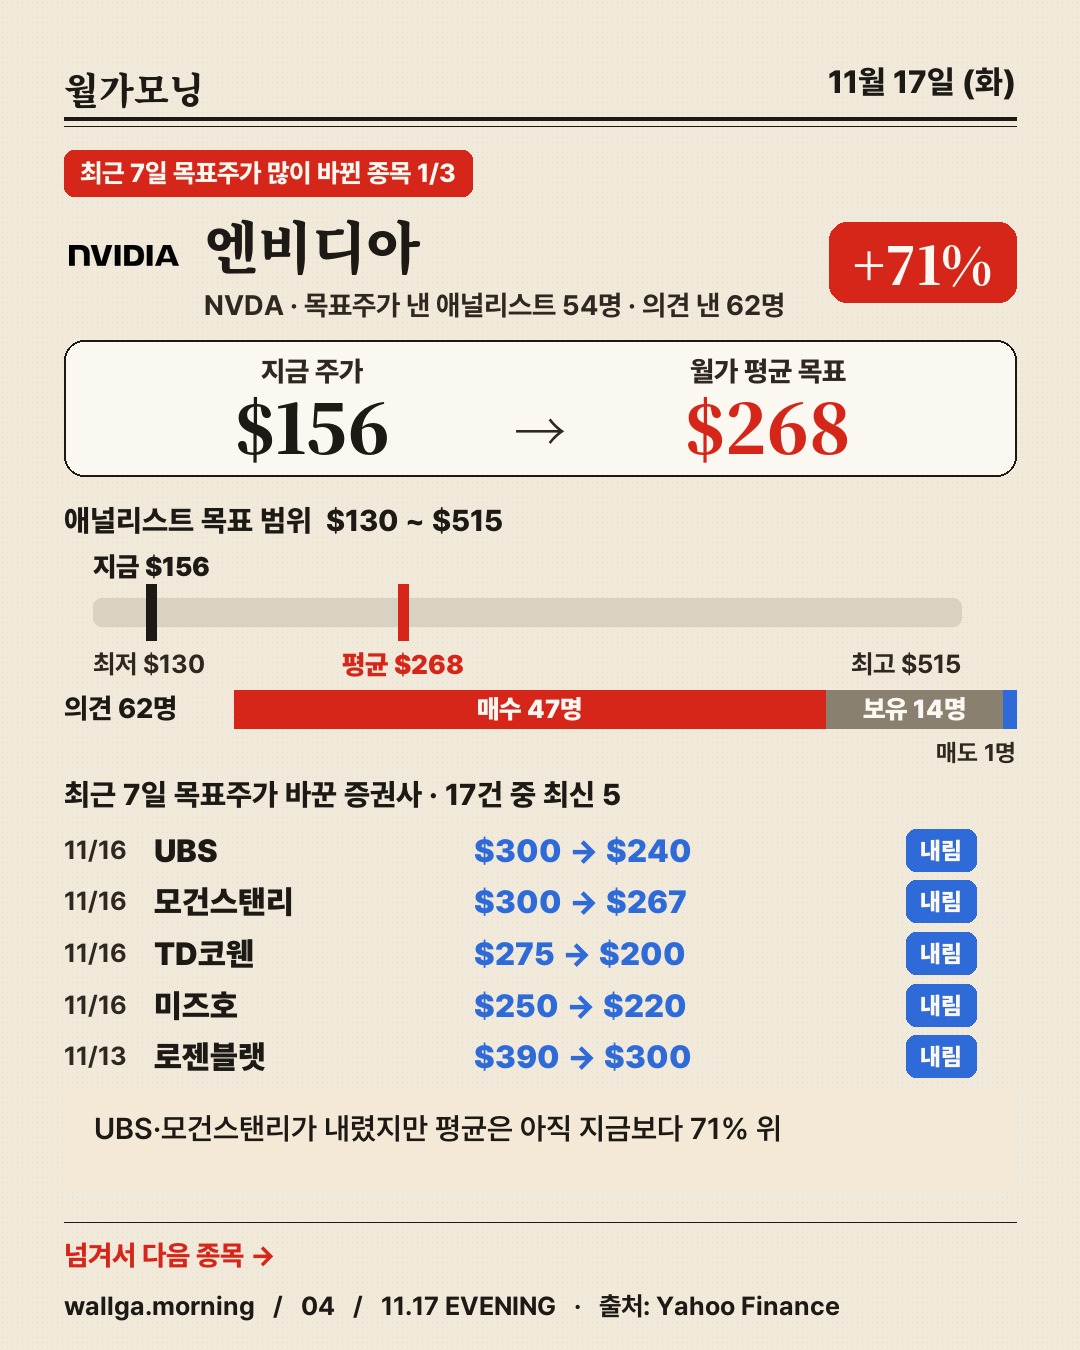 월가모닝
11월 17일 (화)
최근 7일 목표주가 많이 바뀐 종목 1/3
NVIDIA
엔비디아
+71%
NVDA · 목표주가 낸 애널리스트 54명 · 의견 낸 62명
지금 주가
월가 평균 목표
$156 → $268
애널리스트 목표 범위 $130 ~ $515
지금 $156
최저 $130
평균 $268
최고 $515
의견 62명
매수 47명
보유 14명
매도 1명
최근 7일 목표주가 바꾼 증권사 · 17건 중 최신 5
11/16 UBS $300 → $240 내림
11/16 모건스탠리 $300 → $267 내림
11/16 TD코웬 $275 → $200 내림
11/16 미즈호 $250 → $220 내림
11/13 로젠블랫 $390 → $300 내림
UBS·모건스탠리가 내렸지만 평균은 아직 지금보다 71% 위
넘겨서 다음 종목 →
wallga.morning / 04 / 11.17 EVENING · 출처: Yahoo Finance